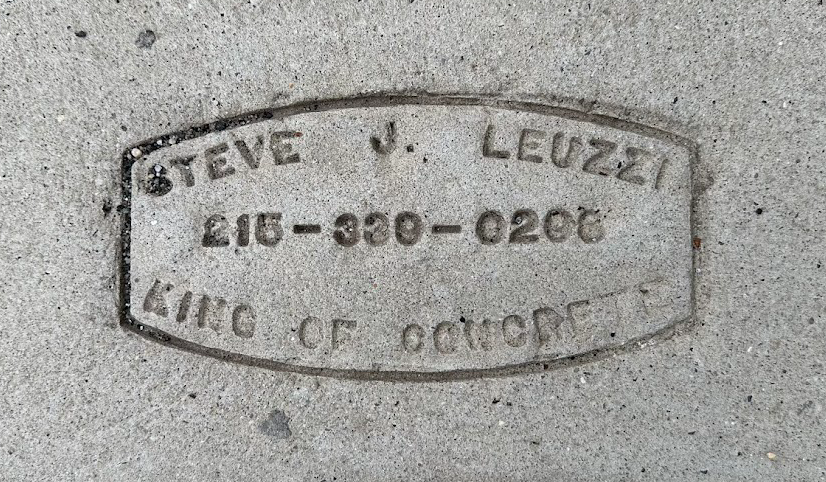 STEVE J. LEUZZI
215-339-0206
KING OF CONCRETE